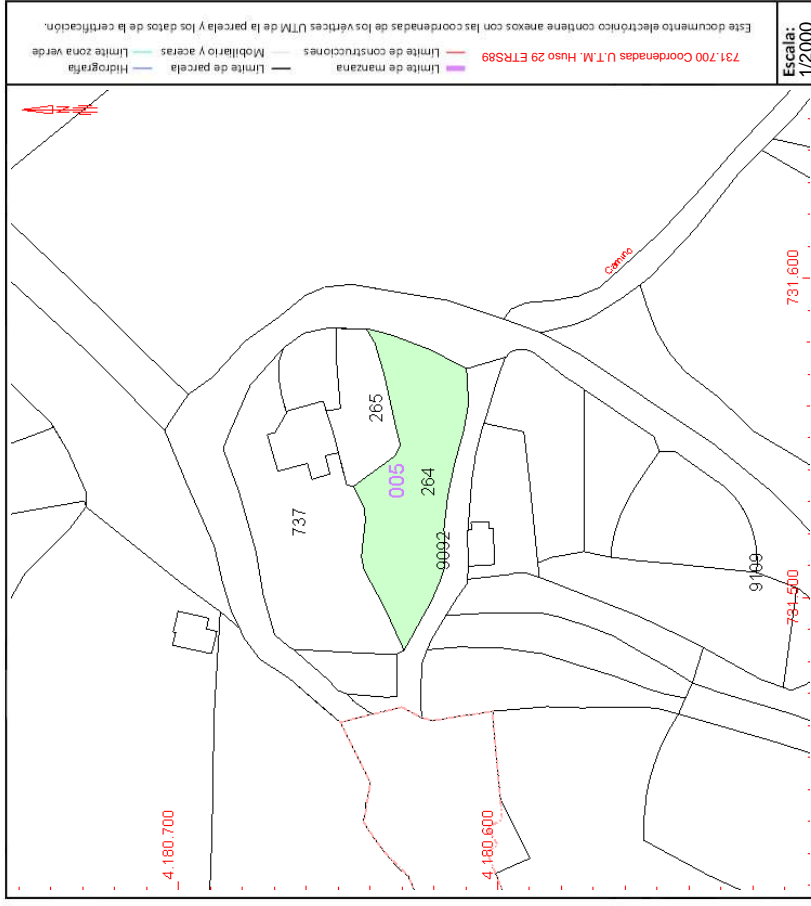 Este documento electrónico contiene anexos con las coordenadas de los vértices UTM de la parcela y los datos de la certificación.
731.700 Coordenadas U.T.M. Huso 29 ETRS89
Límite de manzana
Límite de parcela
Hidrografía
Límite de construcciones
Mobiliario y aceras
Límite zona verde
Escala:
1/2000
N
Camino
731.600
265
005
264
737
9092
9109
731.500
4.180.700
4.180.600